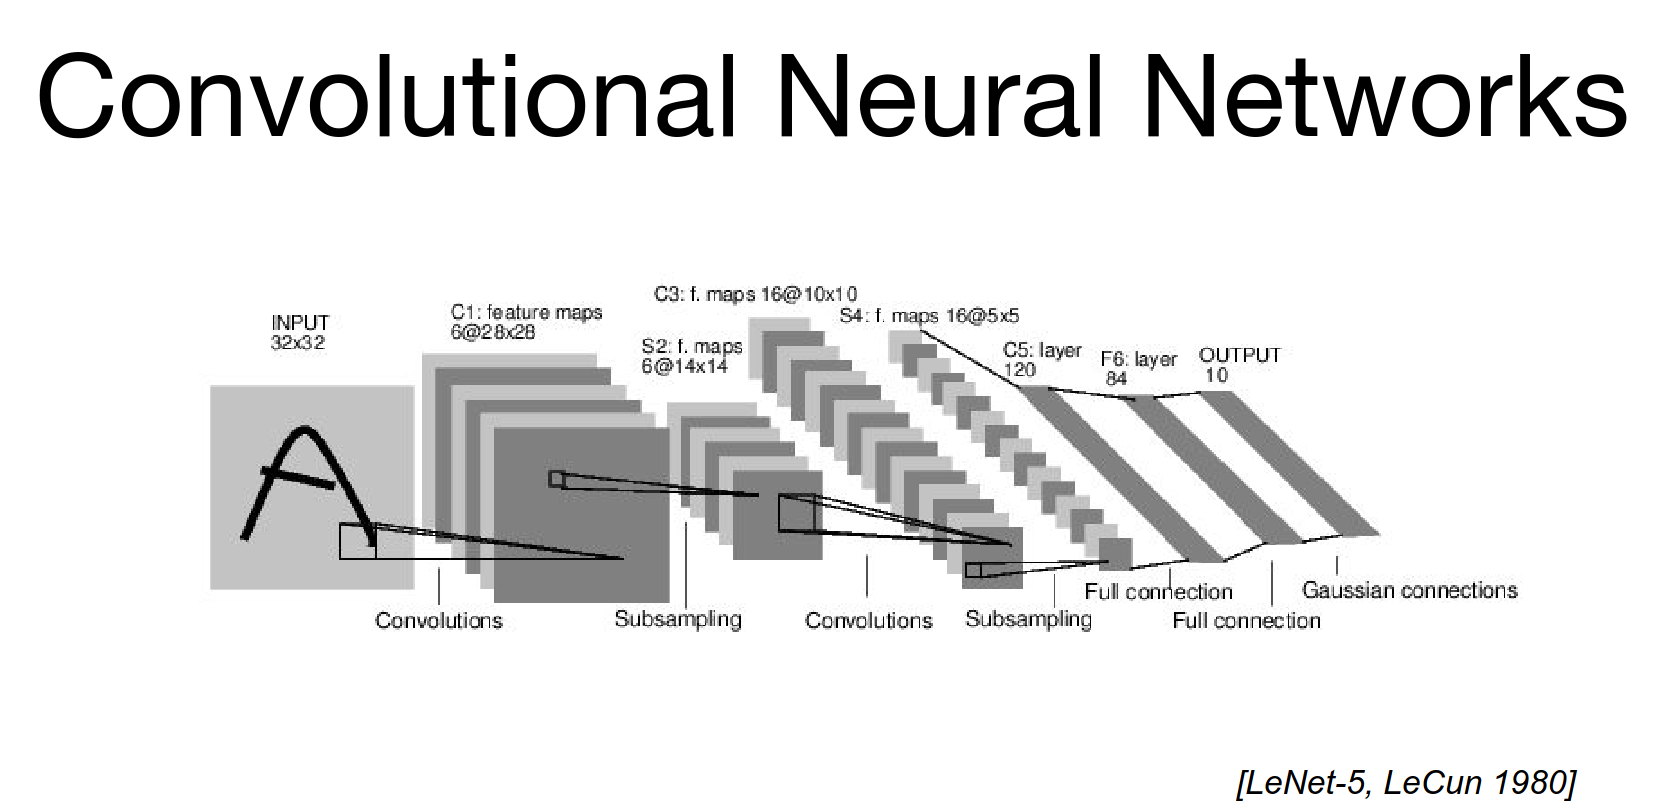 Convolutional Neural Networks
INPUT
32x32
C1: feature maps
6@28x28
S2: f. maps
6@14x14
C3: f. maps 16@10x10
S4: f. maps 16@5x5
C5: layer
120
F6: layer
84
OUTPUT
10
Convolutions
Subsampling
Convolutions
Subsampling
Full connection
Full connection
Gaussian connections
[LeNet-5, LeCun 1980]
A